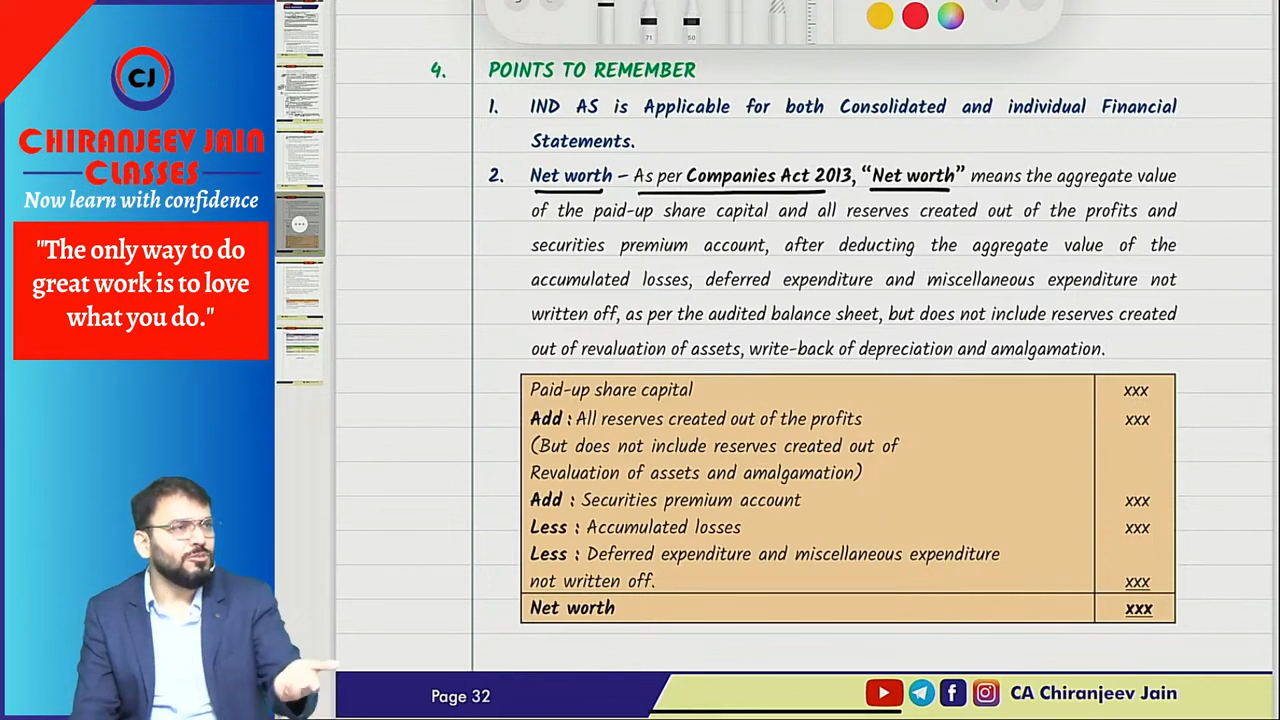 CJ
CHIRANJEEV JAIN
CLASSES
Now learn with confidence
"The only way to do
great work is to love
what you do."
4. POINTS REMEMBER
1. IND AS is applicable on both Consolidated and Individual Financial
Statements.
2. Net worth – As per Companies Act 2013, "Net worth" means the aggregate value
paid-up share capital and all reserves created out of the profits
securities premium account, after deducting the aggregate value of the
accumulated losses, deferred expenditure and miscellaneous expenditure not
written off, as per the audited balance sheet, but does not include reserves created
revaluation of assets, write-back of depreciation and amalgamation.
Paid-up share capital xxx
Add : All reserves created out of the profits xxx
(But does not include reserves created out of
Revaluation of assets and amalgamation)
Add : Securities premium account xxx
Less : Accumulated losses xxx
Less : Deferred expenditure and miscellaneous expenditure
not written off. xxx
Net worth xxx
Page 32
CA Chiranjeev Jain